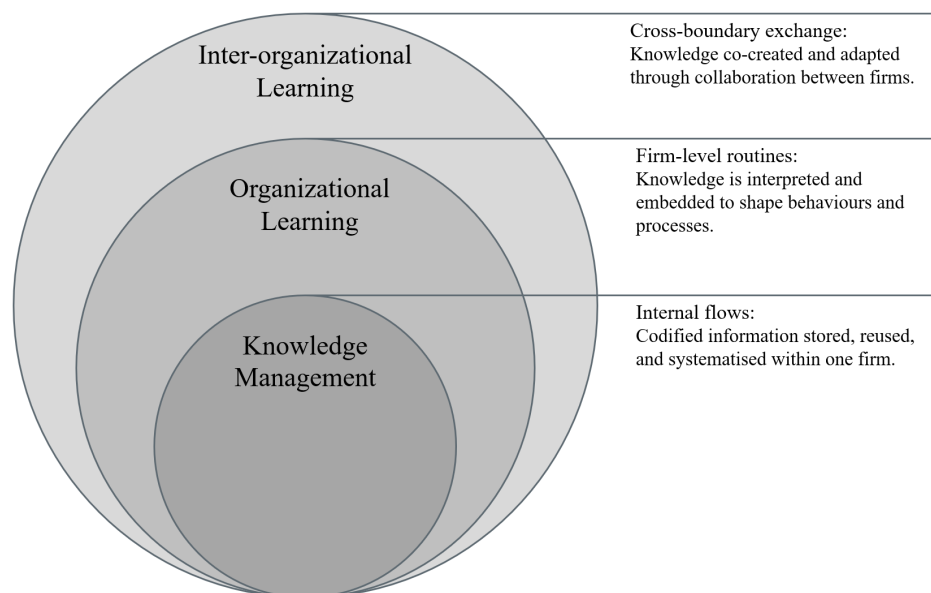 Inter-organizational
Learning
Cross-boundary exchange:
Knowledge co-created and adapted
through collaboration between firms.
Organizational
Learning
Firm-level routines:
Knowledge is interpreted and
embedded to shape behaviours and
processes.
Knowledge
Management
Internal flows:
Codified information stored, reused,
and systematised within one firm.